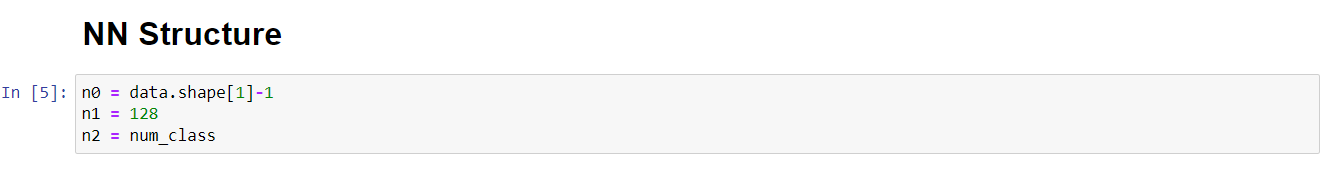 NN Structure
In [5]: n0 = data.shape[1]-1
n1 = 128
n2 = num_class